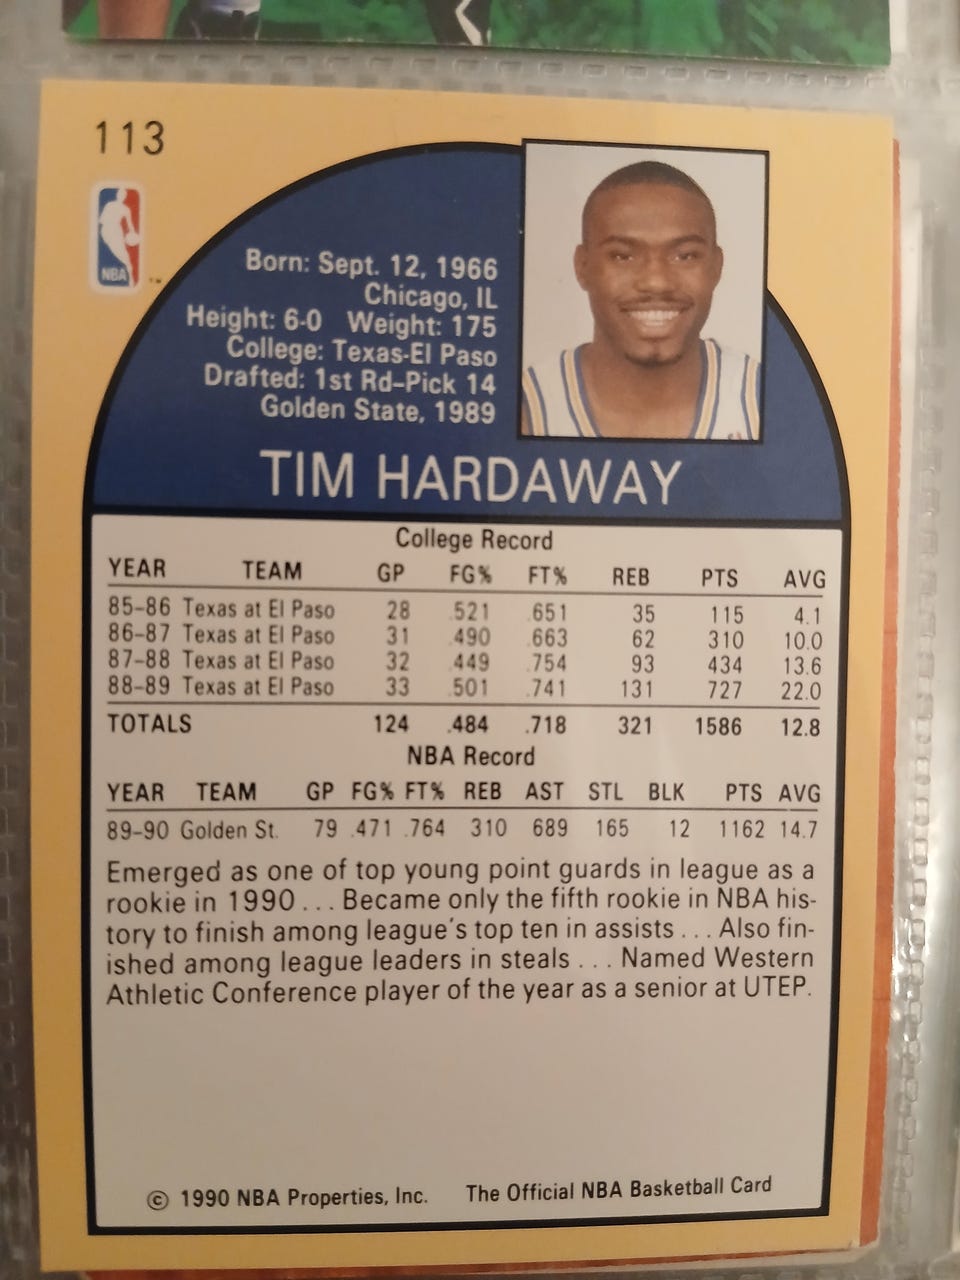 113
NBA
™
Born: Sept. 12, 1966
Chicago, IL
Height: 6-0 Weight: 175
College: Texas-El Paso
Drafted: 1st Rd-Pick 14
Golden State, 1989
TIM HARDAWAY
College Record
YEAR TEAM GP FG% FT% REB PTS AVG
85-86 Texas at El Paso 28 .521 .651 35 115 4.1
86-87 Texas at El Paso 31 .490 .663 62 310 10.0
87-88 Texas at El Paso 32 .449 .754 93 434 13.6
88-89 Texas at El Paso 33 .501 .741 131 727 22.0
TOTALS 124 .484 .718 321 1586 12.8
NBA Record
YEAR TEAM GP FG% FT% REB AST STL BLK PTS AVG
89-90 Golden St. 79 .471 .764 310 689 165 12 1162 14.7
Emerged as one of top young point guards in league as a
rookie in 1990 ... Became only the fifth rookie in NBA his-
tory to finish among league's top ten in assists ... Also fin-
ished among league leaders in steals ... Named Western
Athletic Conference player of the year as a senior at UTEP.
© 1990 NBA Properties, Inc. The Official NBA Basketball Card